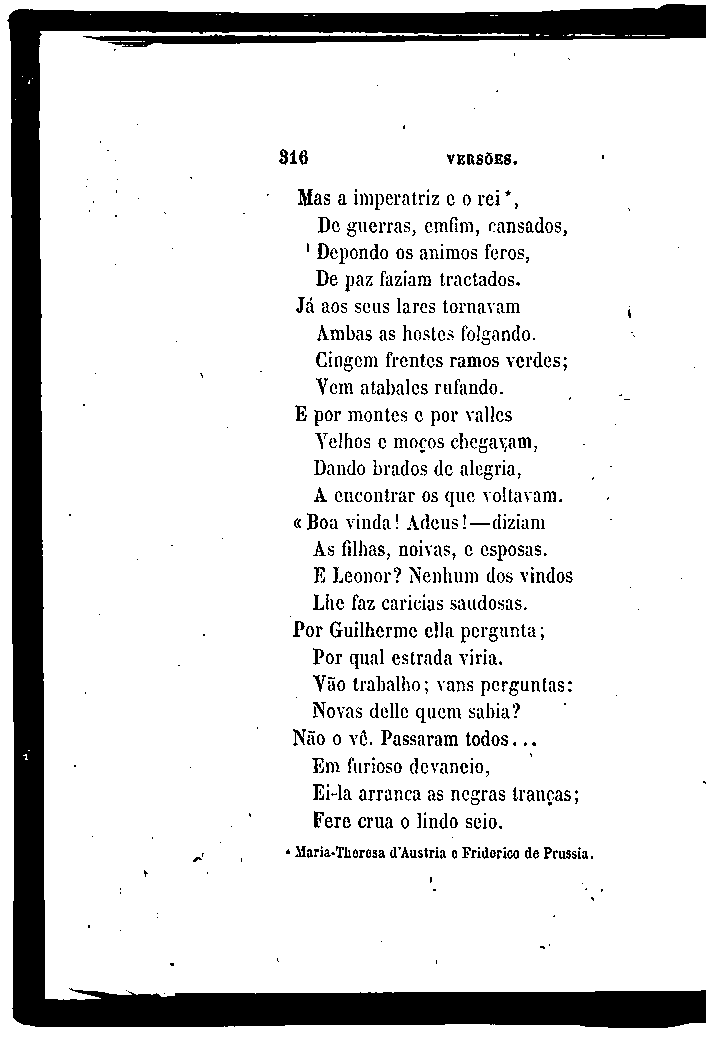 316 VERSÕES.
Mas a imperatriz e o rei*,
De guerras, emfim, cansados,
Depondo os animos feros,
De paz faziam tractados.
Já aos seus lares tornavam
Ambas as hostes folgando.
Cingem frentes ramos verdes;
Vem atabales rufando.
E por montes e por valles
Velhos e moços chegavam,
Dando brados de alegria,
A encontrar os que voltavam.
«Boa vinda! Adeus!—diziam
As filhas, noivas, e esposas.
E Leonor? Nenhum dos vindos
Lhe faz caricias saudosas.
Por Guilherme ella pergunta;
Por qual estrada viria.
Vão trabalho; vans perguntas:
Novas delle quem sabia?
Não o vê. Passaram todos...
Em furioso devaneio,
Ei-la arranca as negras tranças;
Fere crua o lindo seio.
* Maria-Theresa d'Austria e Friderico de Prussia.